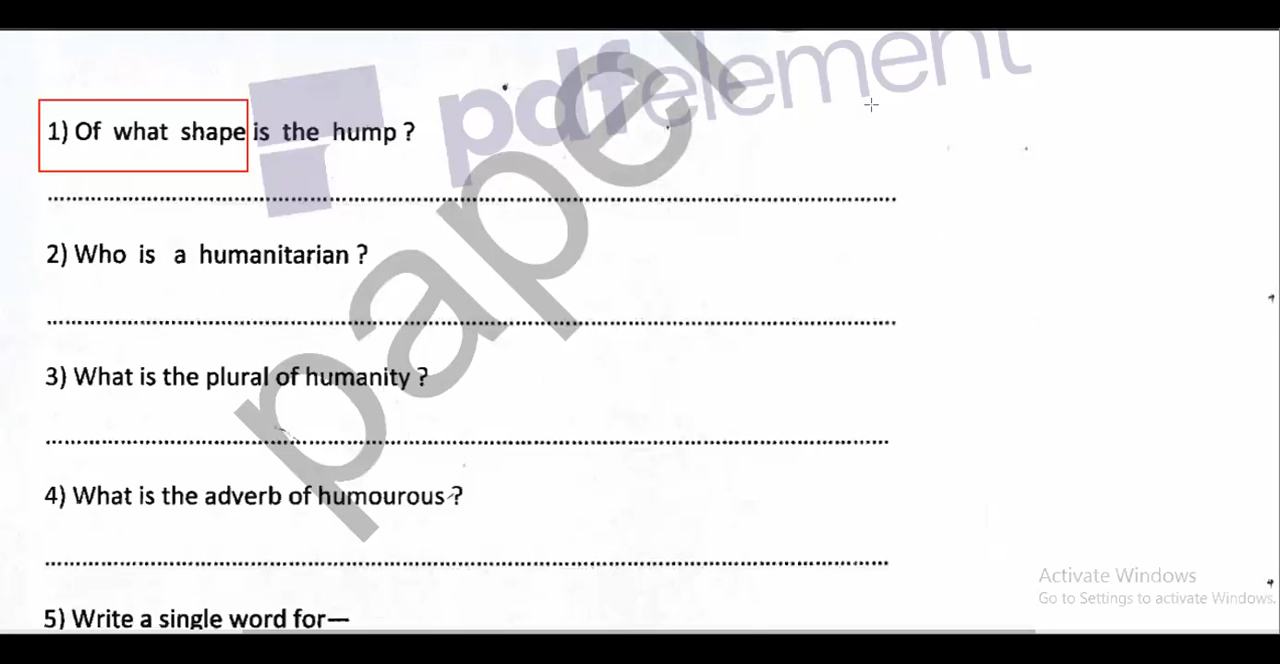 pdfelement
paper
1) Of what shape is the hump ?
2) Who is a humanitarian ?
3) What is the plural of humanity ?
4) What is the adverb of humourous ?
5) Write a single word for—
Activate Windows
Go to Settings to activate Windows.